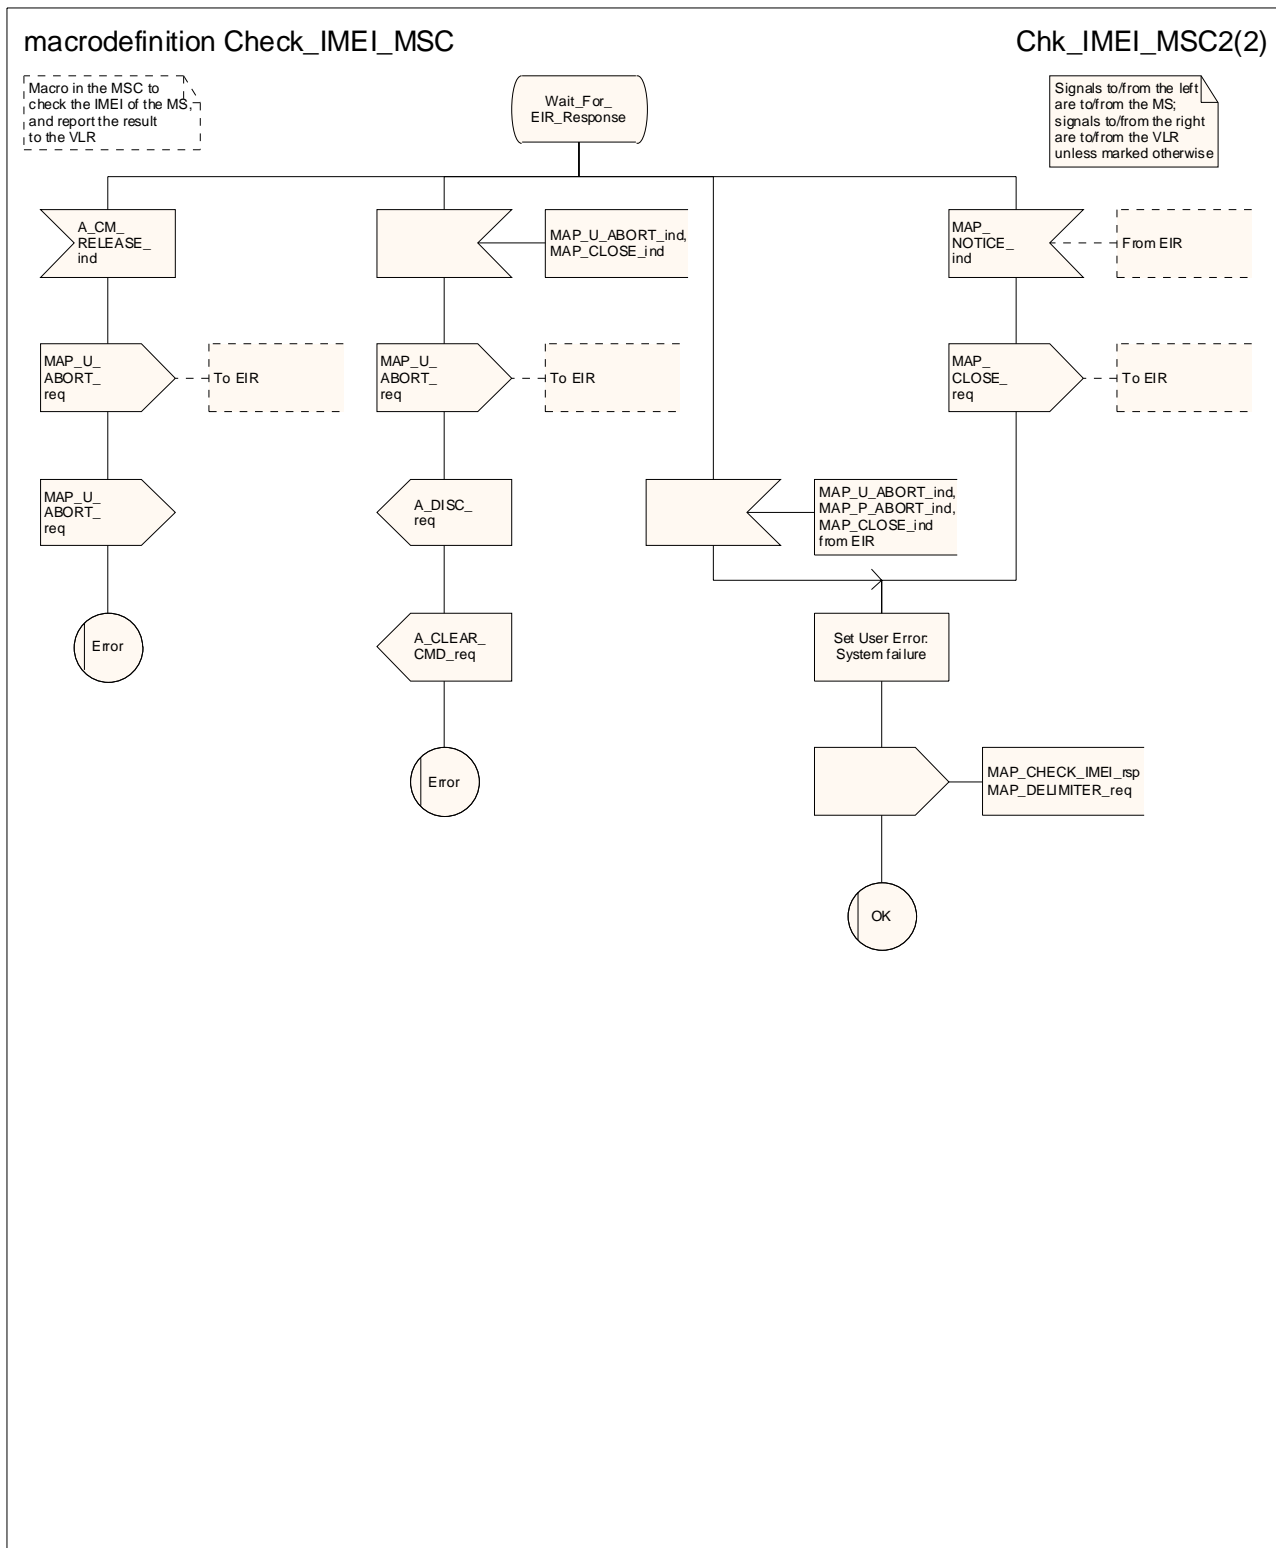 macrodefinition Check_IMEI_MSC
Chk_IMEI_MSC2(2)
Macro in the MSC to
check the IMEI of the MS,
and report the result
to the VLR
Wait_For_
EIR_Response
Signals to/from the left
are to/from the MS;
signals to/from the right
are to/from the VLR
unless marked otherwise
A_CM_
RELEASE_
ind
MAP_U_ABORT_ind,
MAP_CLOSE_ind
MAP_
NOTICE_
ind
From EIR
MAP_U_
ABORT_
req
To EIR
MAP_U_
ABORT_
req
To EIR
MAP_
CLOSE_
req
To EIR
MAP_U_
ABORT_
req
A_DISC_
req
MAP_U_ABORT_ind,
MAP_P_ABORT_ind,
MAP_CLOSE_ind
from EIR
Error
A_CLEAR_
CMD_req
Set User Error:
System failure
Error
MAP_CHECK_IMEI_rsp
MAP_DELIMITER_req
OK